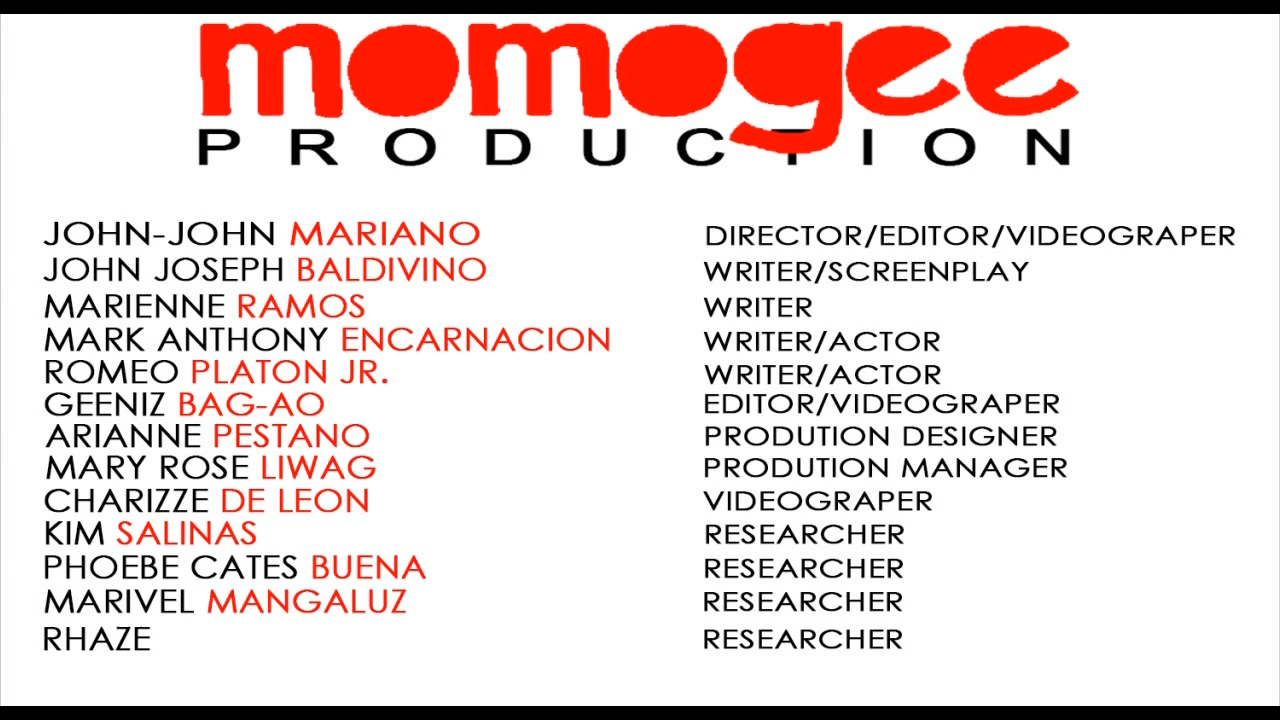 momogee
PRODUCTION
JOHN-JOHN MARIANO DIRECTOR/EDITOR/VIDEOGRAPER
JOHN JOSEPH BALDIVINO WRITER/SCREENPLAY
MARIENNE RAMOS WRITER
MARK ANTHONY ENCARNACION WRITER/ACTOR
ROMEO PLATON JR. WRITER/ACTOR
GEENIZ BAG-AO EDITOR/VIDEOGRAPER
ARIANNE PESTANO PRODUTION DESIGNER
MARY ROSE LIWAG PRODUTION MANAGER
CHARIZZE DE LEON VIDEOGRAPER
KIM SALINAS RESEARCHER
PHOEBE CATES BUENA RESEARCHER
MARIVEL MANGALUZ RESEARCHER
RHAZE RESEARCHER